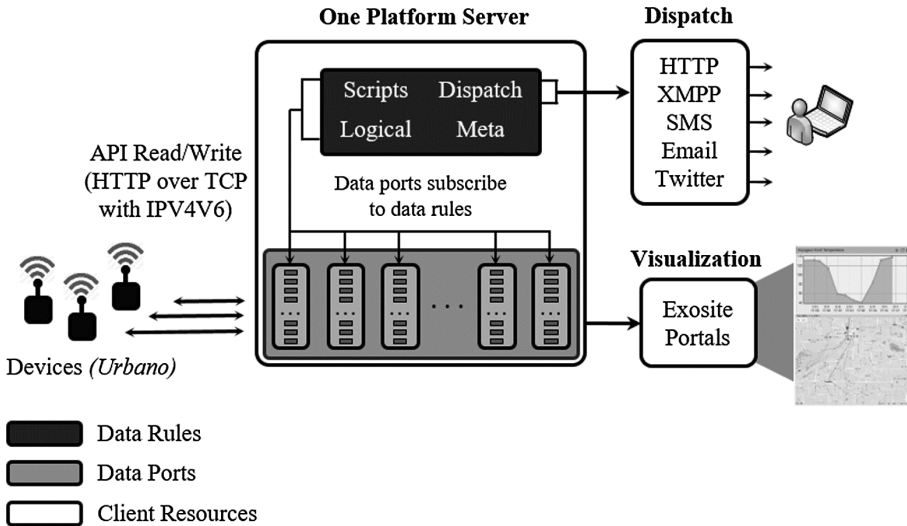 One Platform Server
Dispatch
Scripts Dispatch
Logical Meta
HTTP
XMPP
SMS
Email
Twitter
API Read/Write
(HTTP over TCP
with IPV4V6)
Data ports subscribe
to data rules
...
Visualization
Exosite
Portals
Devices (Urbano)
Data Rules
Data Ports
Client Resources